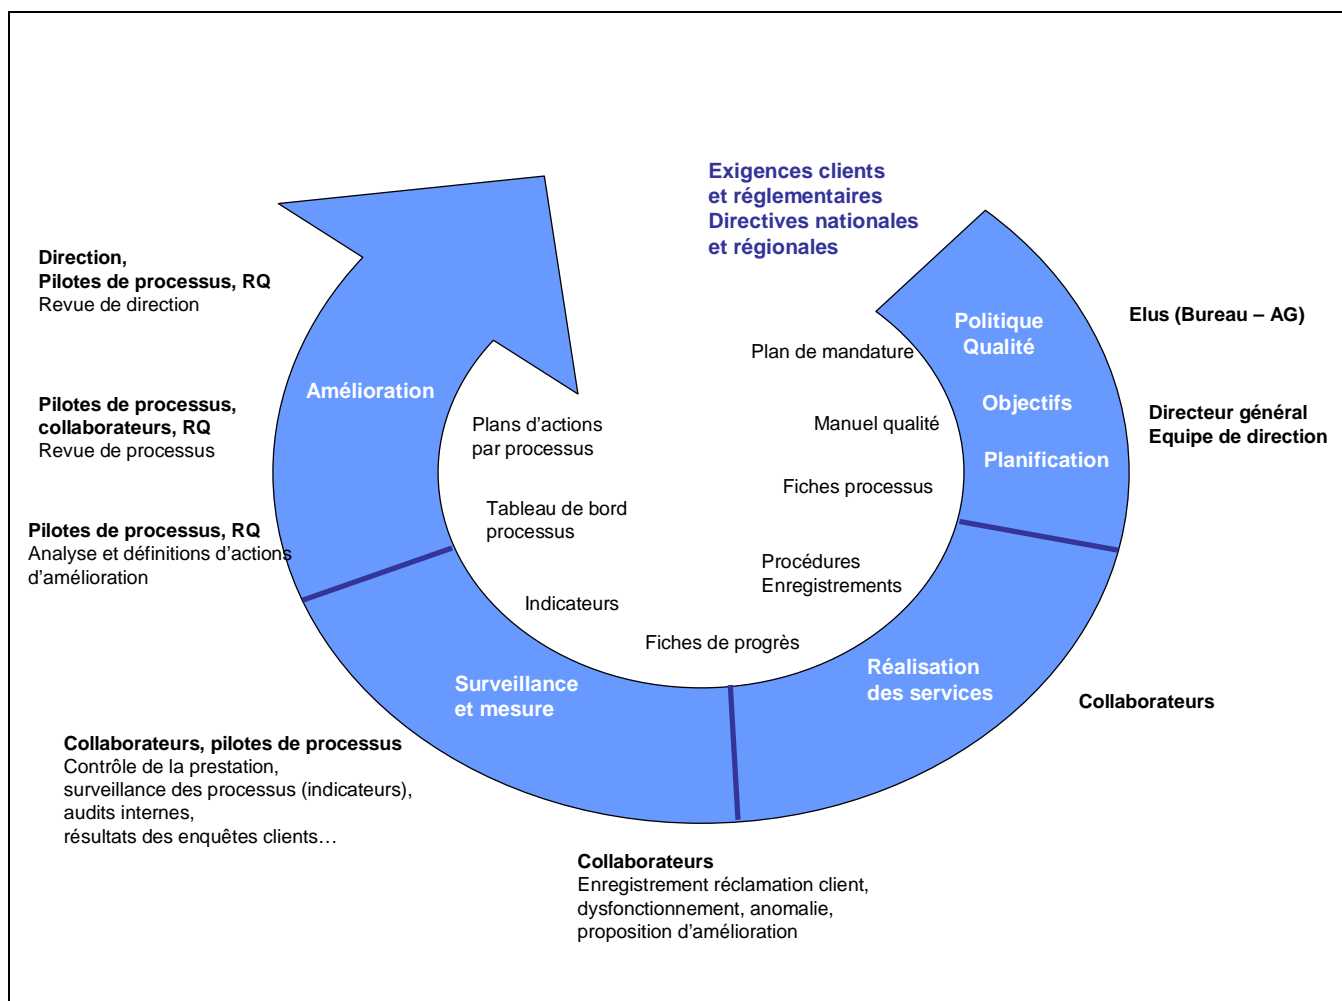 Exigences clients
et réglementaires
Directives nationales
et régionales
Politique
Qualité
Objectifs
Planification
Elus (Bureau – AG)
Directeur général
Equipe de direction
Plan de mandature
Manuel qualité
Fiches processus
Procédures
Enregistrements
Réalisation
des services
Collaborateurs
Fiches de progrès
Collaborateurs
Enregistrement réclamation client,
dysfonctionnement, anomalie,
proposition d’amélioration
Surveillance
et mesure
Indicateurs
Collaborateurs, pilotes de processus
Contrôle de la prestation,
surveillance des processus (indicateurs),
audits internes,
résultats des enquêtes clients…
Amélioration
Plans d’actions
par processus
Tableau de bord
processus
Direction,
Pilotes de processus, RQ
Revue de direction
Pilotes de processus,
collaborateurs, RQ
Revue de processus
Pilotes de processus, RQ
Analyse et définitions d’actions
d’amélioration